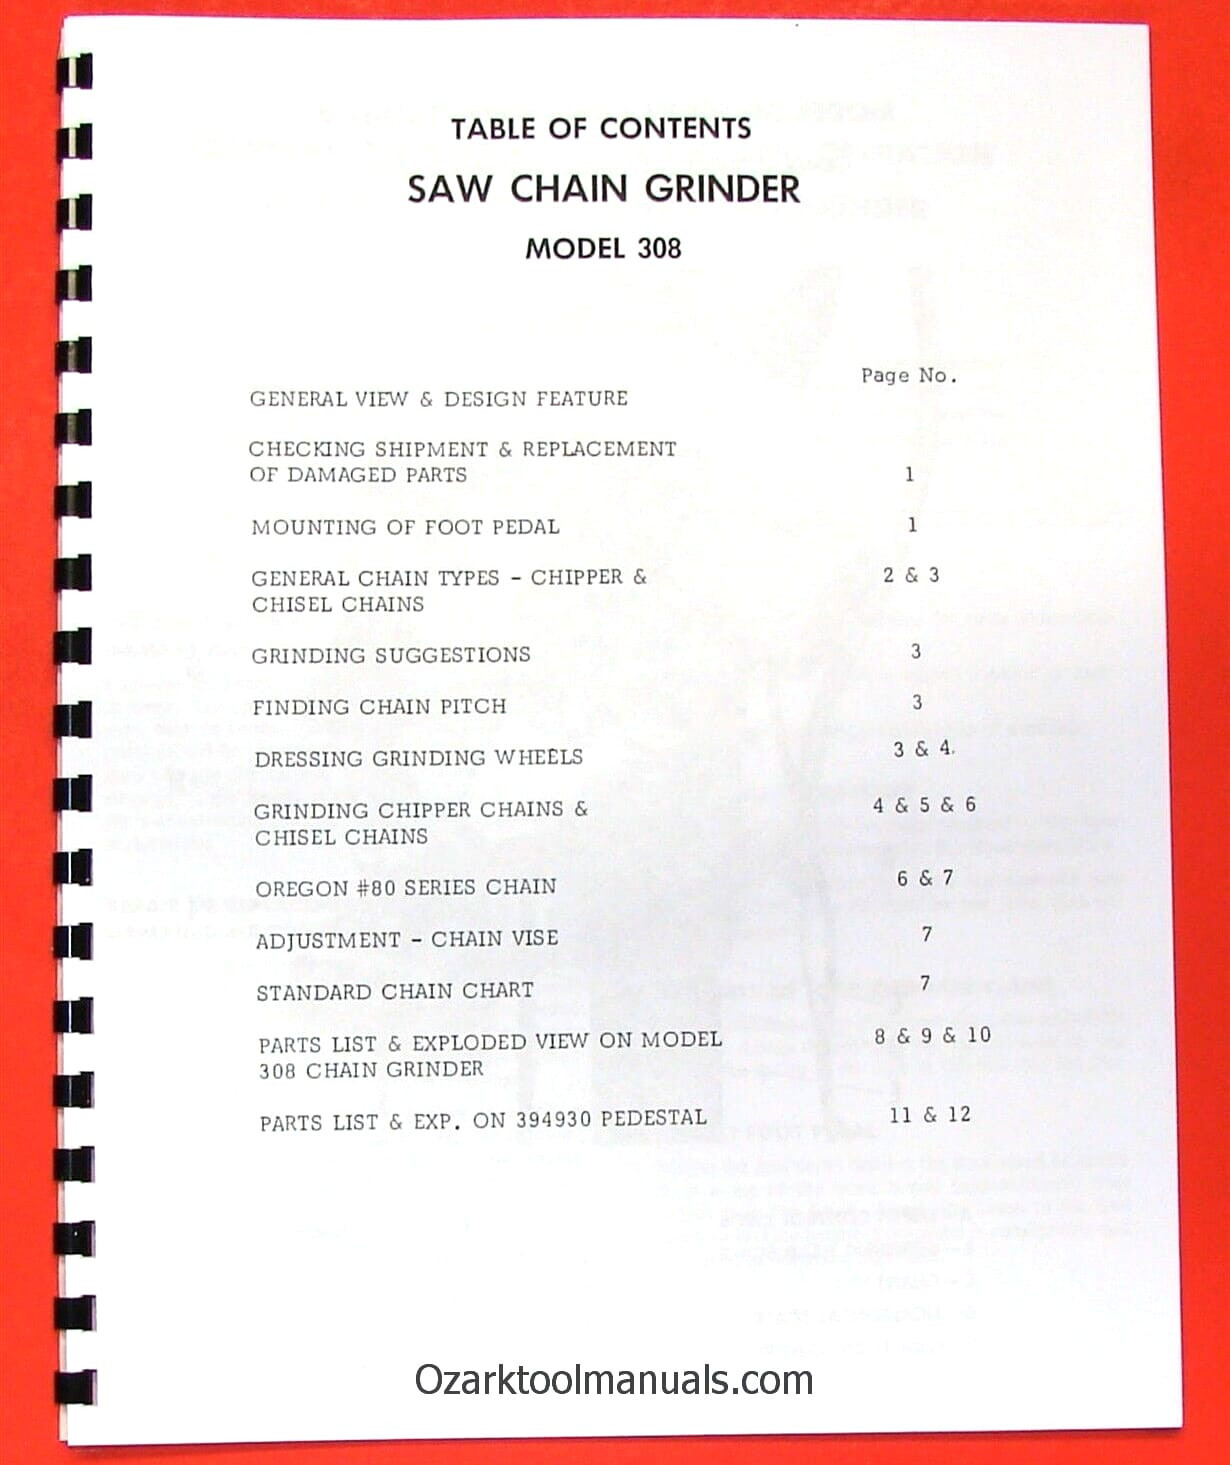 TABLE OF CONTENTS
SAW CHAIN GRINDER
MODEL 308
Page No.
GENERAL VIEW & DESIGN FEATURE
CHECKING SHIPMENT & REPLACEMENT
OF DAMAGED PARTS 1
MOUNTING OF FOOT PEDAL 1
GENERAL CHAIN TYPES - CHIPPER & 2 & 3
CHISEL CHAINS
GRINDING SUGGESTIONS 3
FINDING CHAIN PITCH 3
DRESSING GRINDING WHEELS 3 & 4.
GRINDING CHIPPER CHAINS & 4 & 5 & 6
CHISEL CHAINS
OREGON #80 SERIES CHAIN 6 & 7
ADJUSTMENT - CHAIN VISE 7
STANDARD CHAIN CHART 7
PARTS LIST & EXPLODED VIEW ON MODEL 8 & 9 & 10
308 CHAIN GRINDER
PARTS LIST & EXP. ON 394930 PEDESTAL 11 & 12
Ozarktoolmanuals.com